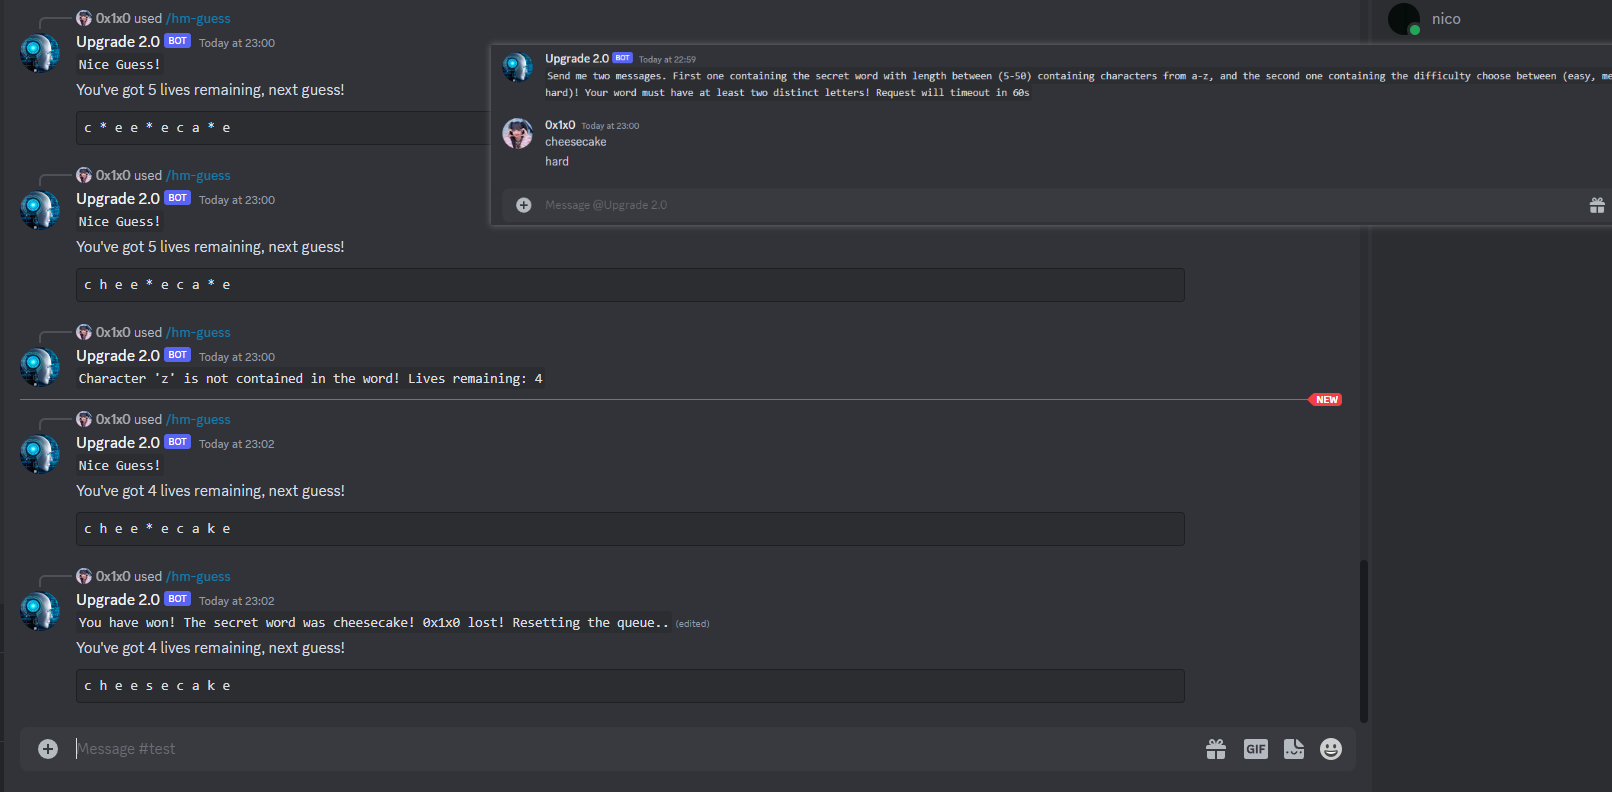 0x1x0 used /hm-guess
Upgrade 2.0 BOT Today at 23:00
Nice Guess!
You've got 5 lives remaining, next guess!
c * e e * e c a * e
0x1x0 used /hm-guess
Upgrade 2.0 BOT Today at 23:00
Nice Guess!
You've got 5 lives remaining, next guess!
c h e e * e c a * e
0x1x0 used /hm-guess
Upgrade 2.0 BOT Today at 23:00
Character 'z' is not contained in the word! Lives remaining: 4
NEW
0x1x0 used /hm-guess
Upgrade 2.0 BOT Today at 23:02
Nice Guess!
You've got 4 lives remaining, next guess!
c h e e * e c a k e
0x1x0 used /hm-guess
Upgrade 2.0 BOT Today at 23:02
You have won! The secret word was cheesecake! 0x1x0 lost! Resetting the queue.. (edited)
You've got 4 lives remaining, next guess!
c h e e s e c a k e
Message #test
GIF
Upgrade 2.0 BOT Today at 22:59
Send me two messages. First one containing the secret word with length between (5-50) containing characters from a-z, and the second one containing the difficulty choose between (easy, me
hard)! Your word must have at least two distinct letters! Request will timeout in 60s
0x1x0 Today at 23:00
cheesecake
hard
Message @Upgrade 2.0
nico